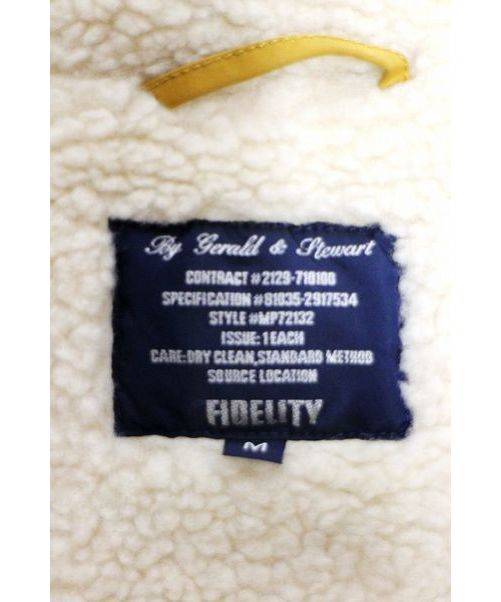 By Gerald & Stewart
CONTRACT #2129-718100
SPECIFICATION #81035-2917534
STYLE #MP72132
ISSUE: 1 EACH
CARE: DRY CLEAN, STANDARD METHOD
SOURCE LOCATION
FIDELITY
M